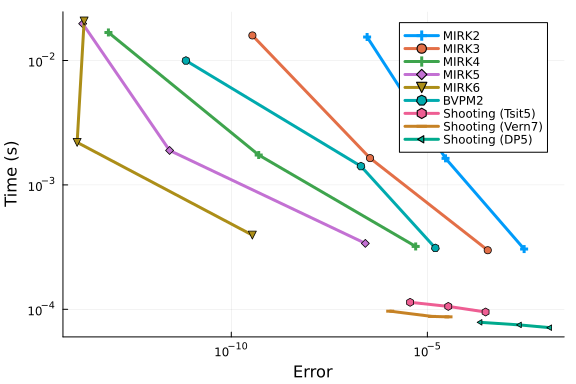 10⁻²
10⁻³
10⁻⁴
Time (s)
10⁻¹⁰
10⁻⁵
Error
MIRK2
MIRK3
MIRK4
MIRK5
MIRK6
BVPM2
Shooting (Tsit5)
Shooting (Vern7)
Shooting (DP5)